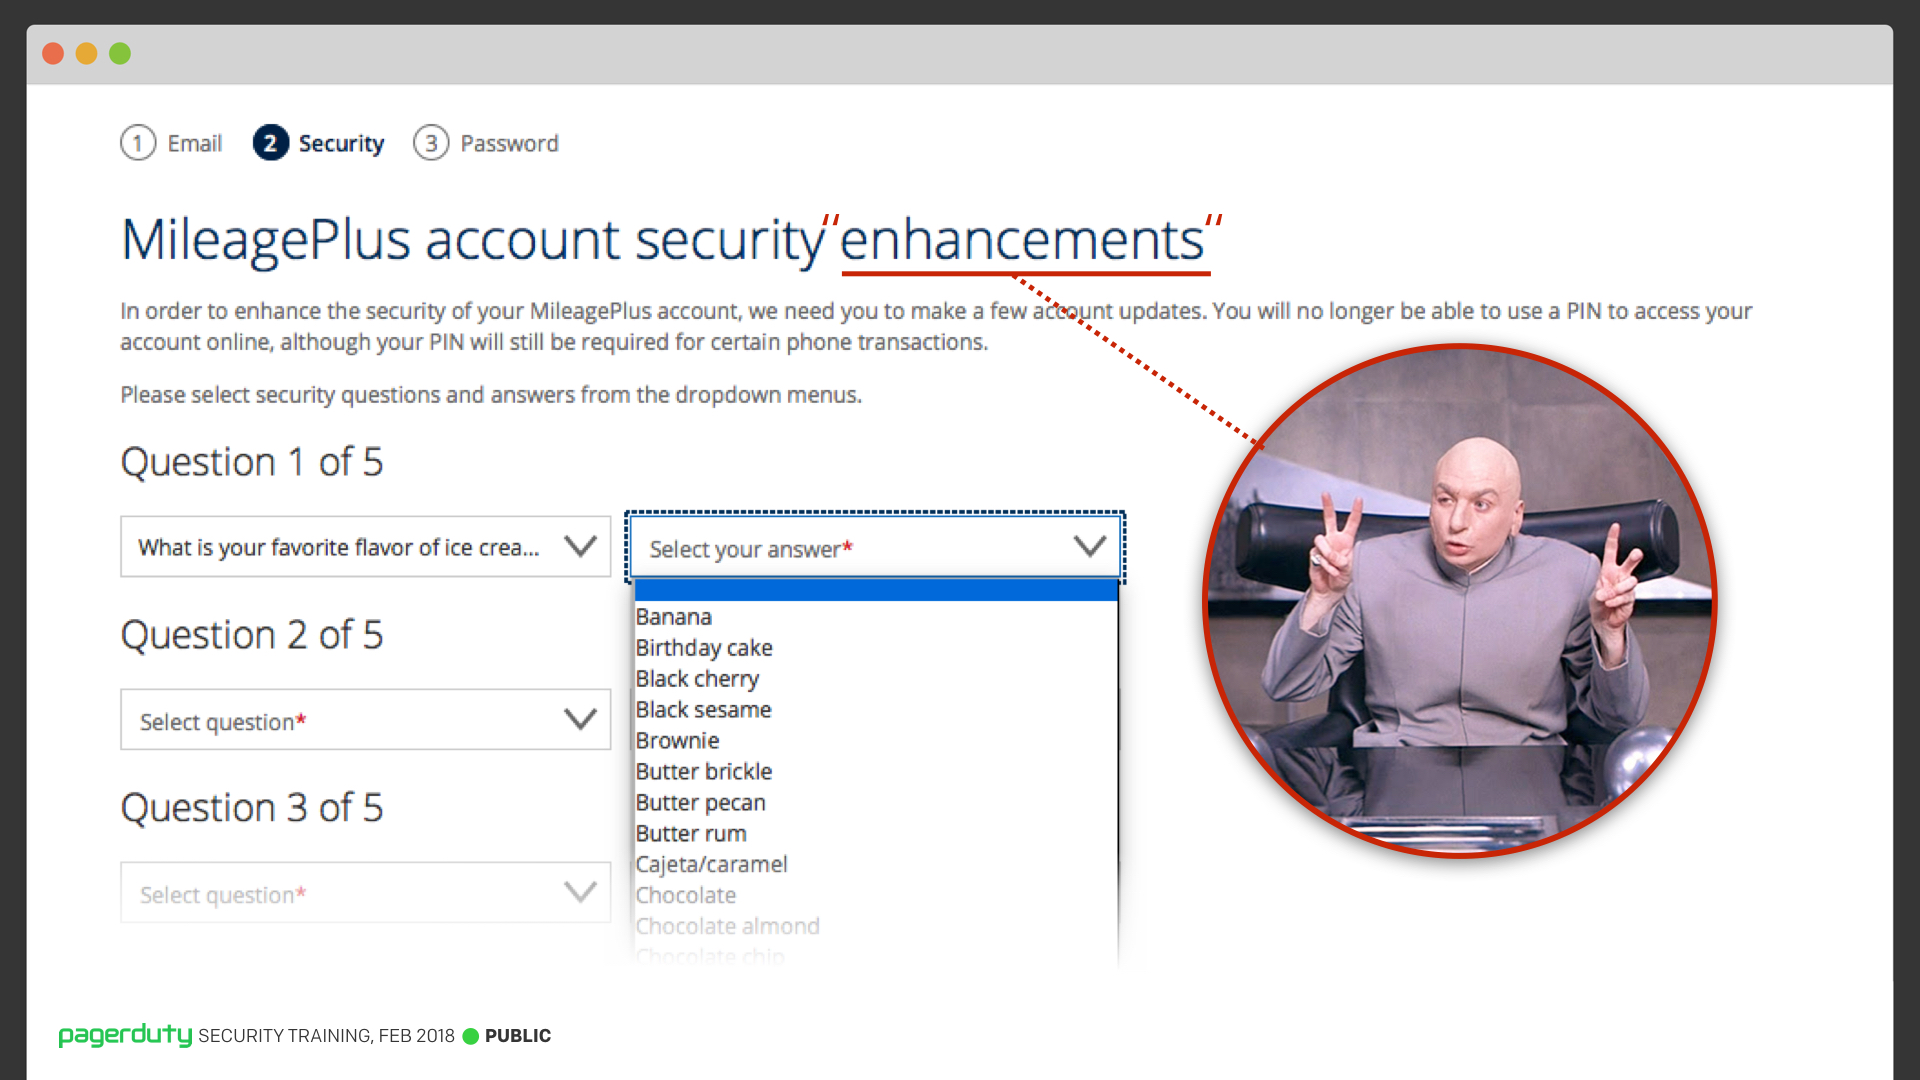 1 Email 2 Security 3 Password
MileagePlus account security “enhancements“
In order to enhance the security of your MileagePlus account, we need you to make a few account updates. You will no longer be able to use a PIN to access your
account online, although your PIN will still be required for certain phone transactions.
Please select security questions and answers from the dropdown menus.
Question 1 of 5
What is your favorite flavor of ice crea...
Select your answer*
Banana
Birthday cake
Black cherry
Black sesame
Brownie
Butter brickle
Butter pecan
Butter rum
Cajeta/caramel
Chocolate
Chocolate almond
Chocolate chip
Question 2 of 5
Select question*
Question 3 of 5
Select question*
pagerduty SECURITY TRAINING, FEB 2018 PUBLIC